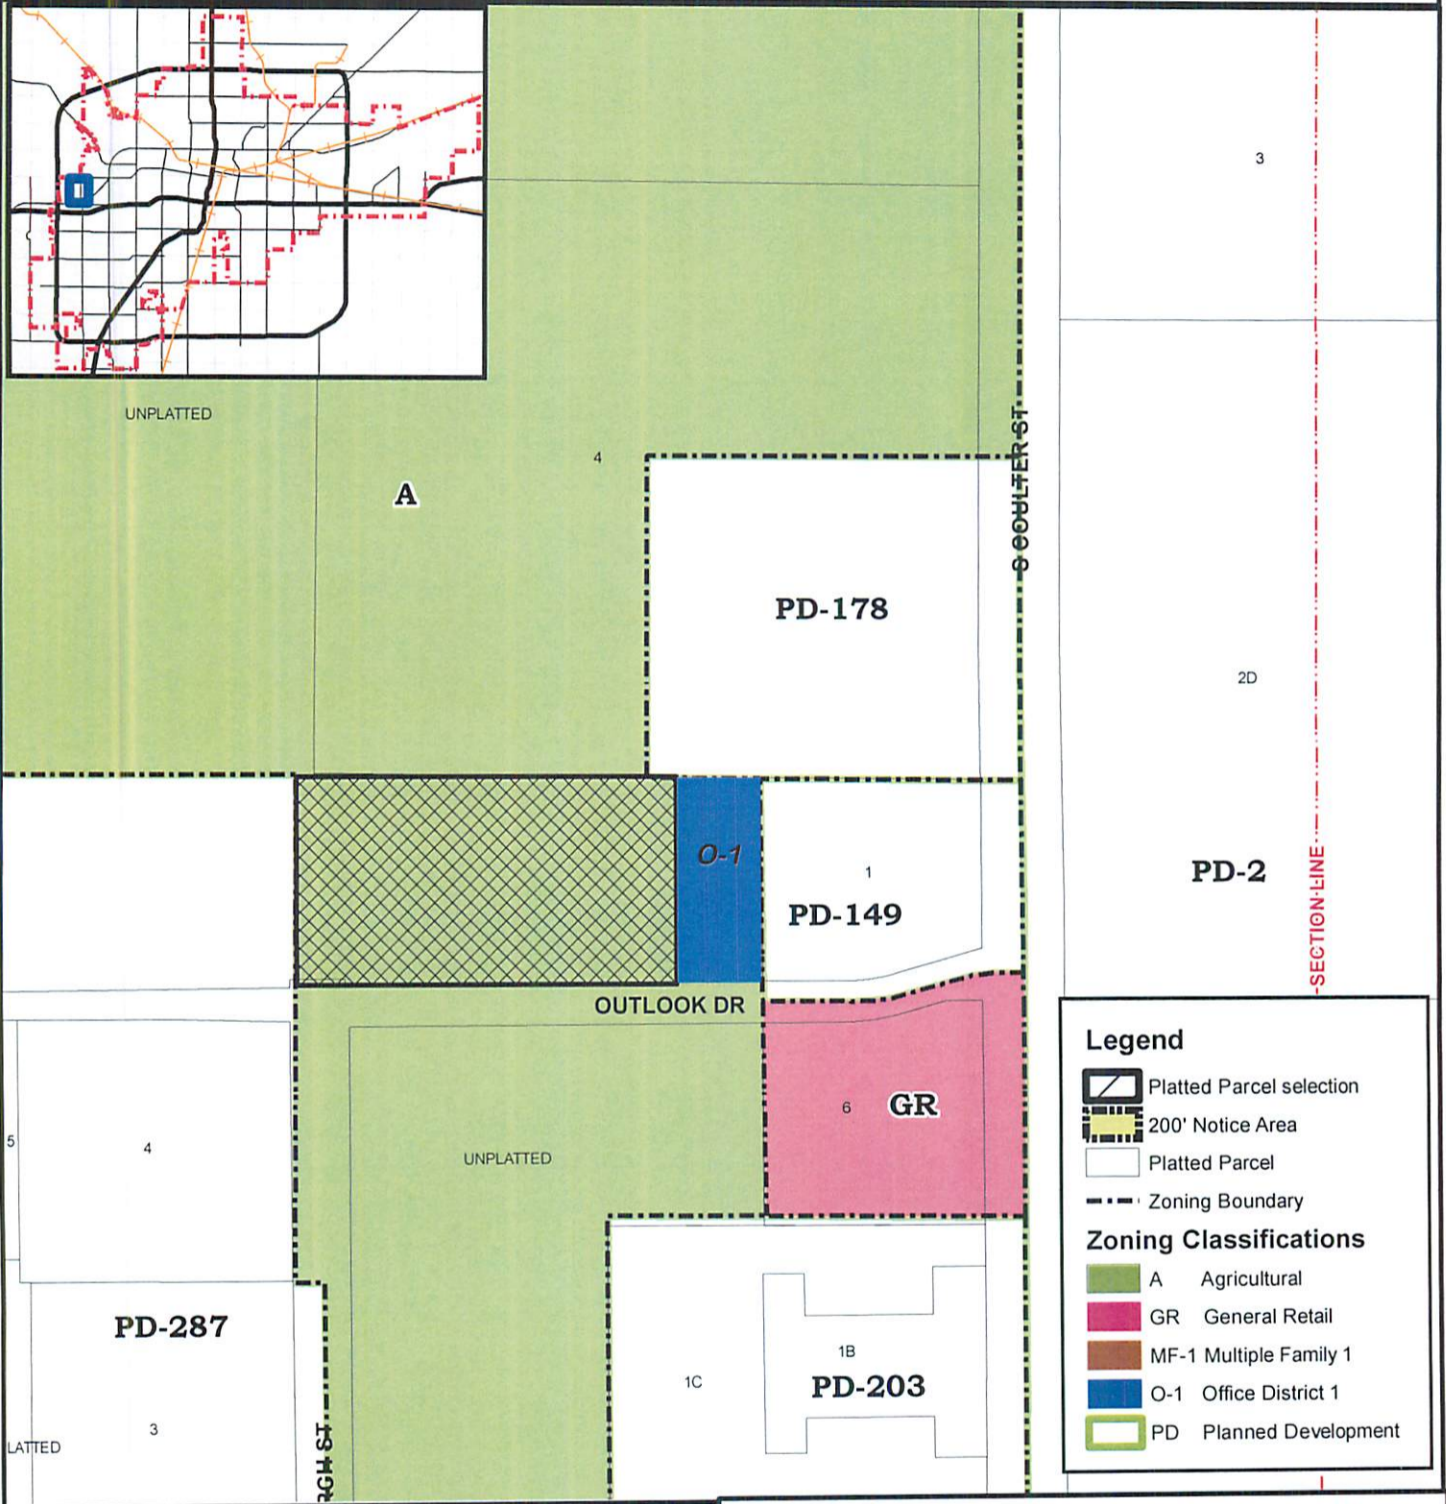 3
UNPLATTED
4
A
S COULTER ST
PD-178
2D
O-1
1
PD-149
PD-2
SECTION LINE
OUTLOOK DR
6
GR
5
4
UNPLATTED
PD-287
3
LATTED
RGH ST
1B
1C
PD-203
Legend
Platted Parcel selection
200' Notice Area
Platted Parcel
Zoning Boundary
Zoning Classifications
A Agricultural
GR General Retail
MF-1 Multiple Family 1
O-1 Office District 1
PD Planned Development